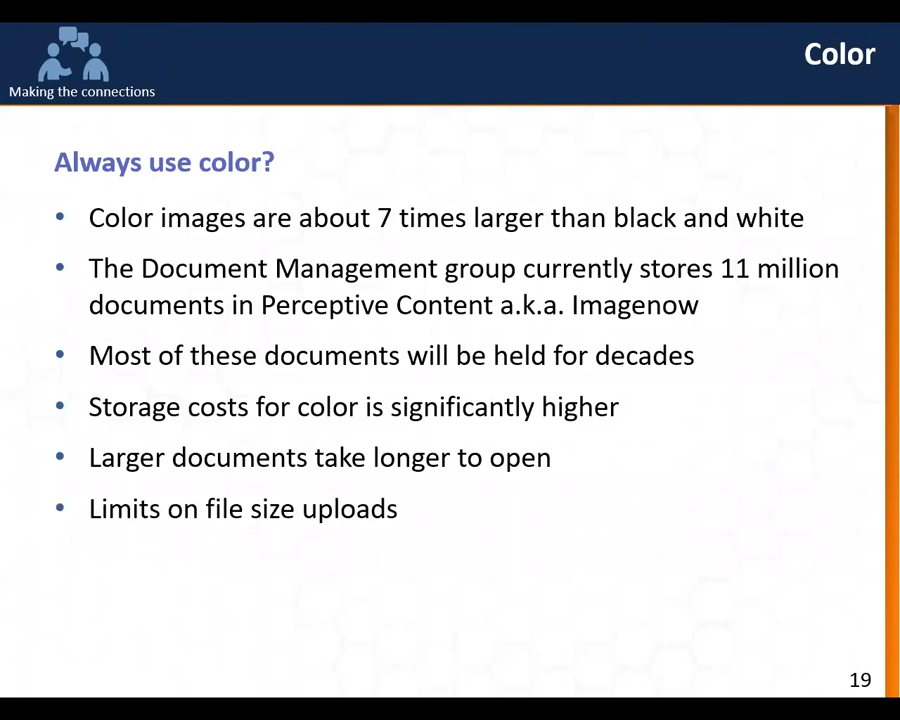 Color
Making the connections
Always use color?
• Color images are about 7 times larger than black and white
• The Document Management group currently stores 11 million
documents in Perceptive Content a.k.a. Imagenow
• Most of these documents will be held for decades
• Storage costs for color is significantly higher
• Larger documents take longer to open
• Limits on file size uploads
19